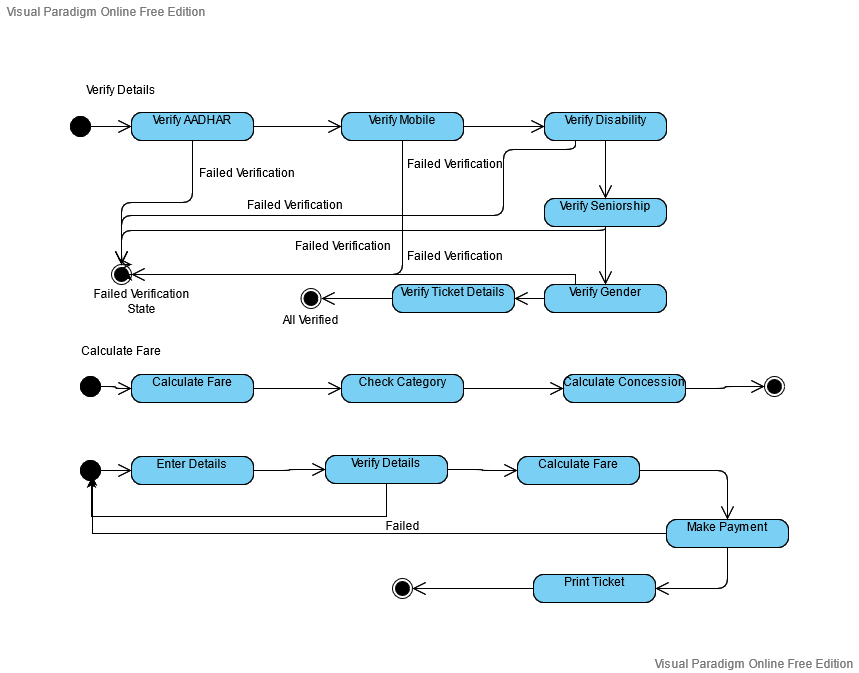 Visual Paradigm Online Free Edition
Verify Details
Verify AADHAR
Verify Mobile
Verify Disability
Failed Verification
Failed Verification
Failed Verification
Verify Seniorship
Failed Verification
Failed Verification
Failed Verification
State
All Verified
Verify Ticket Details
Verify Gender
Calculate Fare
Calculate Fare
Check Category
Calculate Concession
Enter Details
Verify Details
Calculate Fare
Failed
Make Payment
Print Ticket
Visual Paradigm Online Free Edition